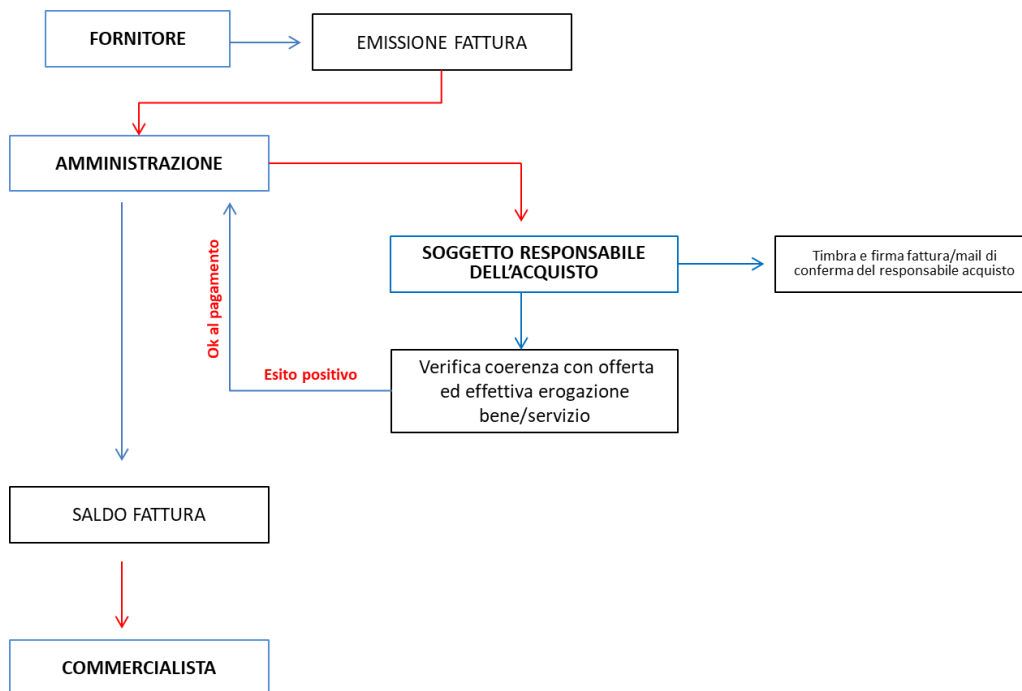 FORNITORE
EMISSIONE FATTURA
AMMINISTRAZIONE
SOGGETTO RESPONSABILE
DELL’ACQUISTO
Timbra e firma fattura/mail di
conferma del responsabile acquisto
Ok al pagamento
Esito positivo
Verifica coerenza con offerta
ed effettiva erogazione
bene/servizio
SALDO FATTURA
COMMERCIALISTA